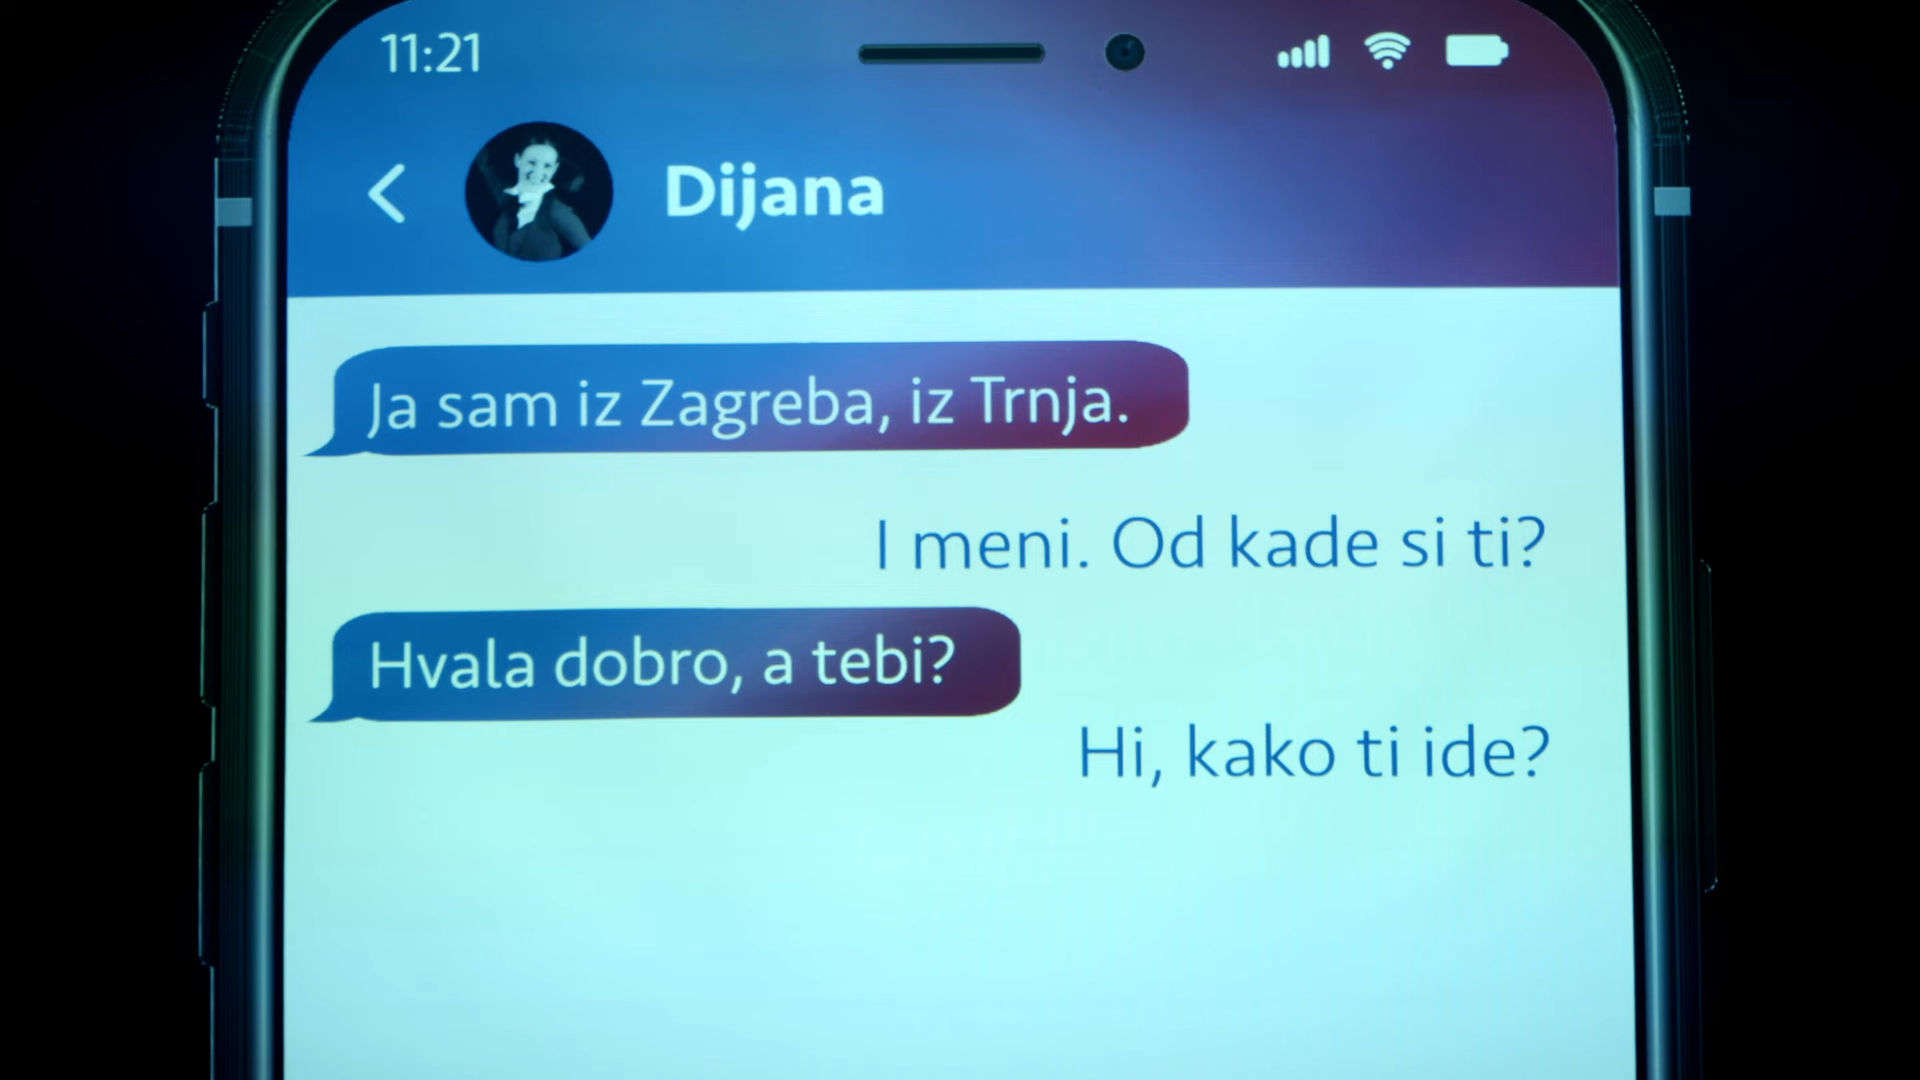 11:21
Dijana
Ja sam iz Zagreba, iz Trnja.
I meni. Od kade si ti?
Hvala dobro, a tebi?
Hi, kako ti ide?